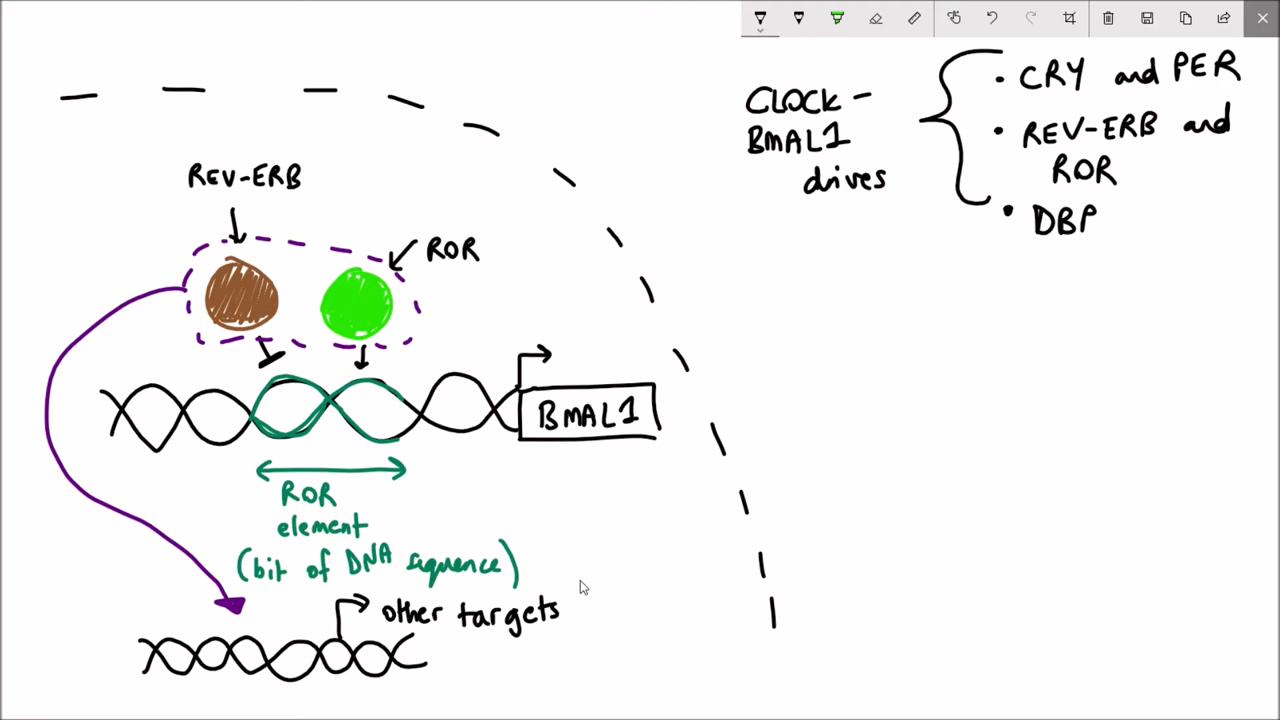 CLOCK -
BMAL1
drives
• CRY and PER
• REV-ERB and
ROR
• DBP
REV-ERB
ROR
BMAL1
ROR
element
(bit of DNA sequence)
other targets